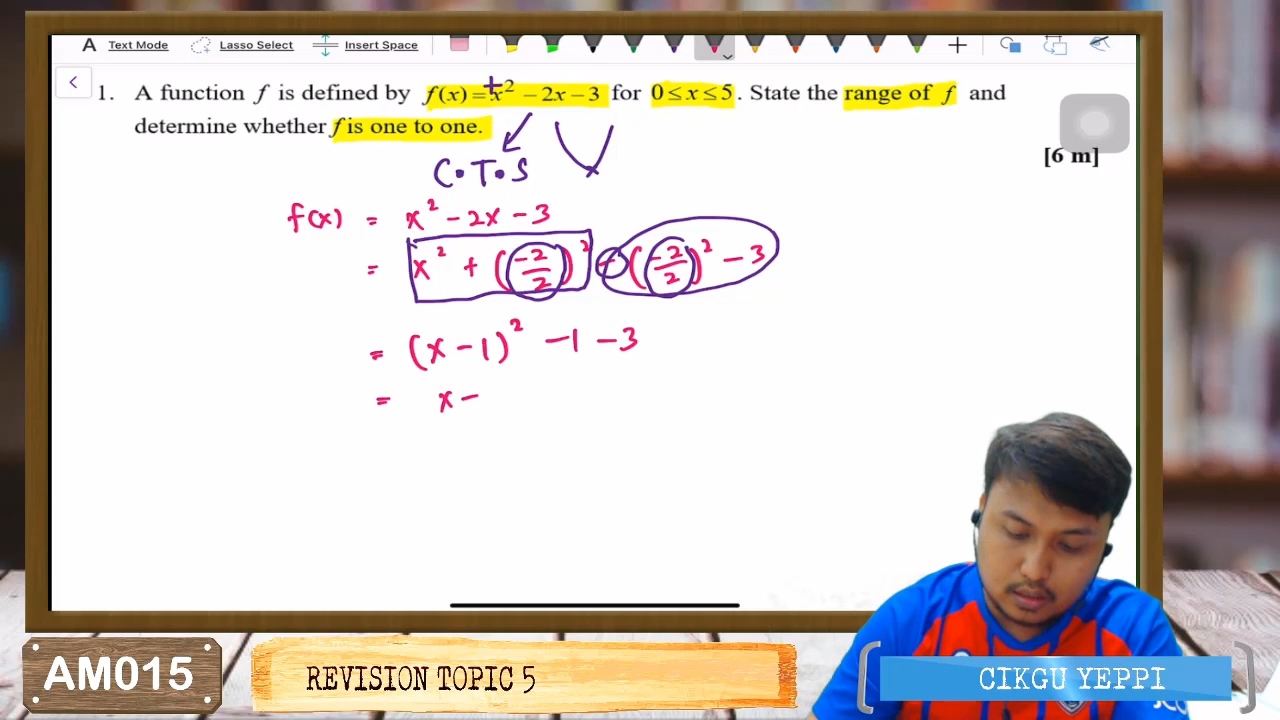 A Text Mode Lasso Select Insert Space
1. A function f is defined by f(x) = x² − 2x − 3 for 0 ≤ x ≤ 5. State the range of f and
determine whether f is one to one.
[6 m]
+
C.T.S
f(x) = x² − 2x − 3
= x² + (−2/2)² − (−2/2)² − 3
= (x − 1)² − 1 − 3
= x −
AM015
REVISION TOPIC 5
CIKGU YEPPI